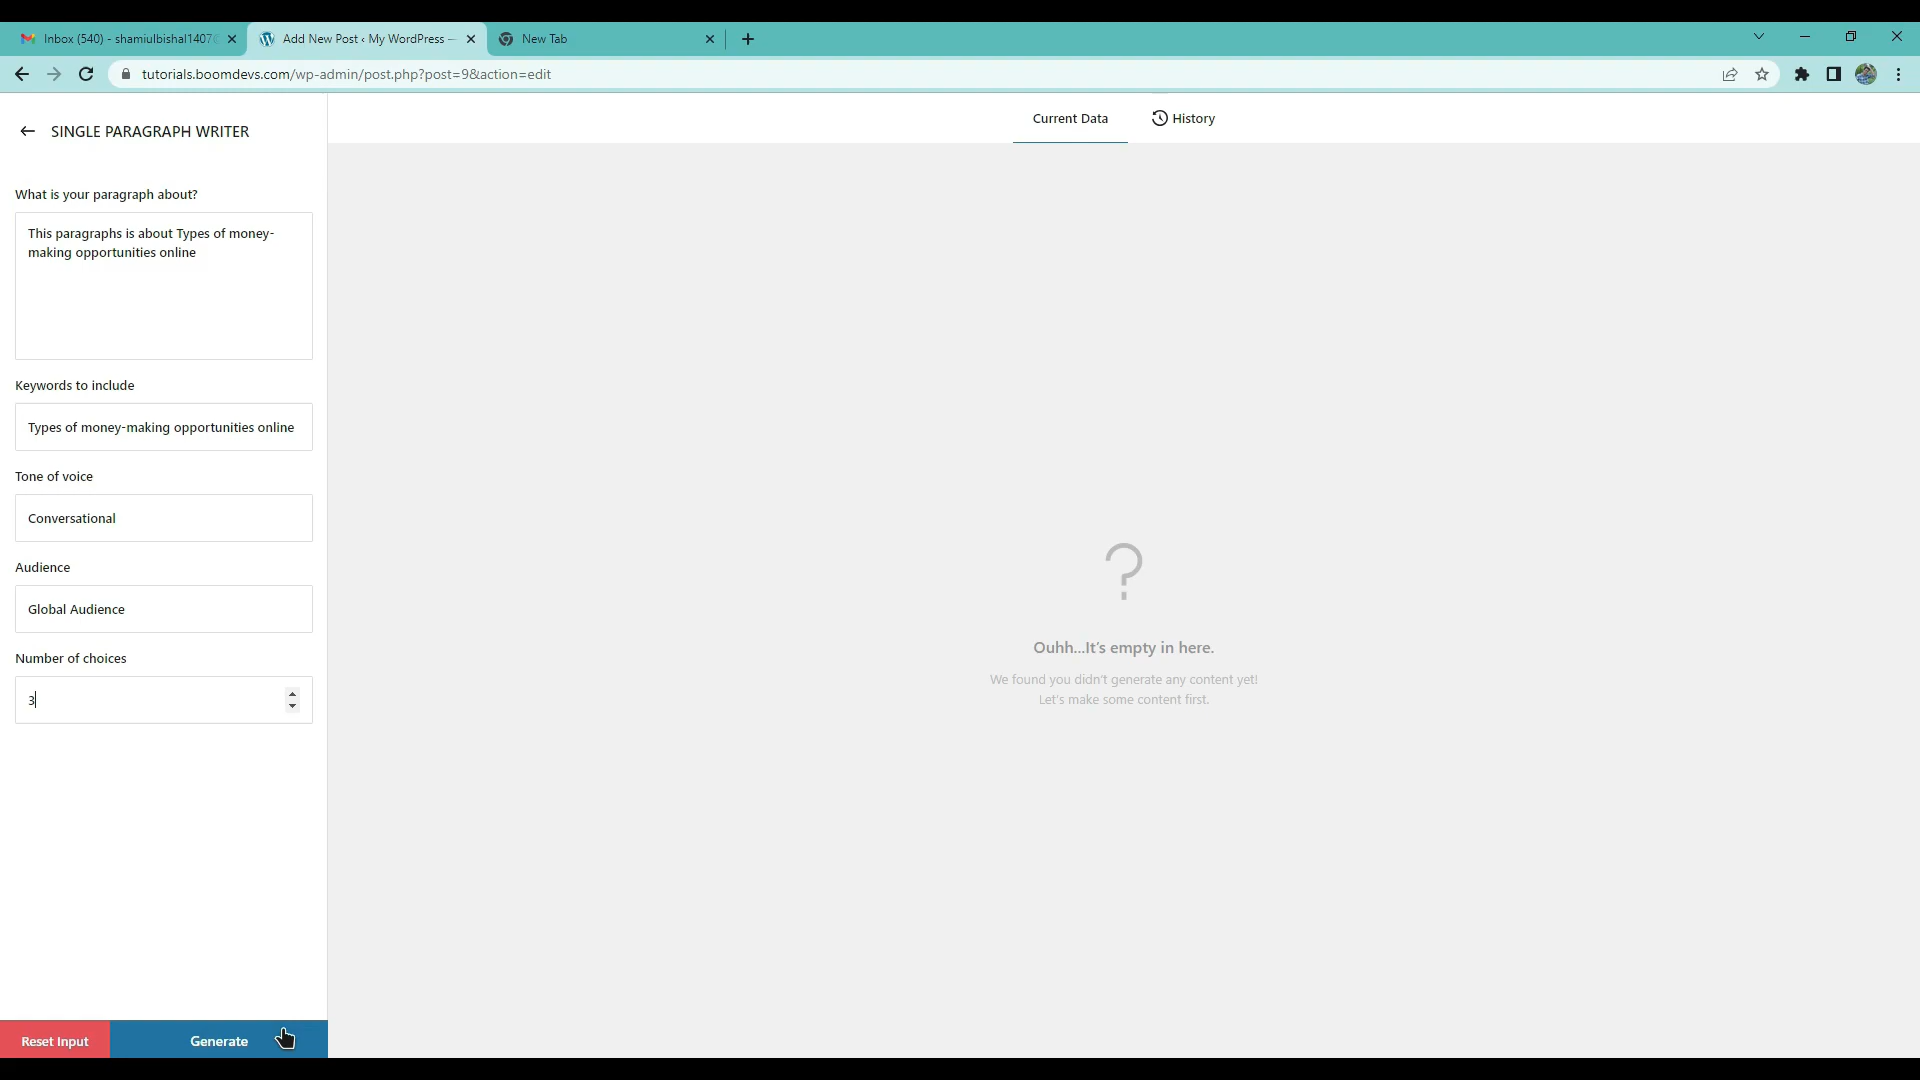 Inbox (540) - shamiulbishal1407
Add New Post ‹ My WordPress —
New Tab
tutorials.boomdevs.com/wp-admin/post.php?post=9&action=edit
SINGLE PARAGRAPH WRITER
Current Data
History
What is your paragraph about?
This paragraphs is about Types of money-
making opportunities online
Keywords to include
Types of money-making opportunities online
Tone of voice
Conversational
Audience
Global Audience
Number of choices
3
Ouhh...It's empty in here.
We found you didn't generate any content yet!
Let's make some content first.
Reset Input
Generate